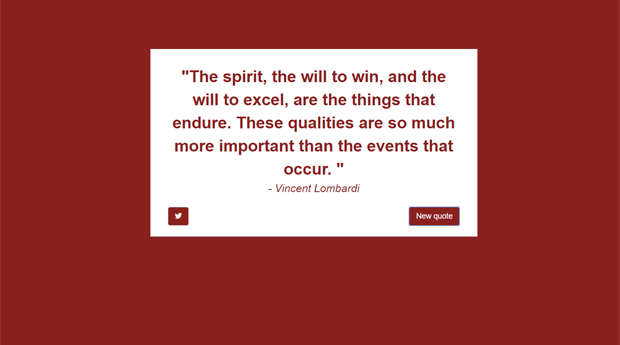 "The spirit, the will to win, and the
will to excel, are the things that
endure. These qualities are so much
more important than the events that
occur. "
- Vincent Lombardi
New quote